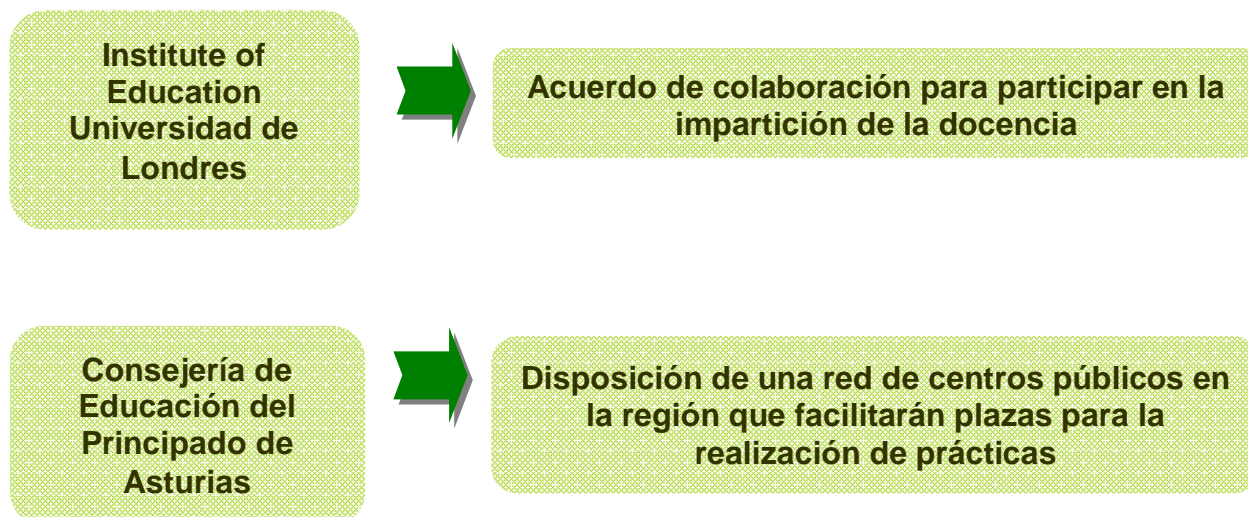 Institute of
Education
Universidad de
Londres
Acuerdo de colaboración para participar en la
impartición de la docencia
Consejería de
Educación del
Principado de
Asturias
Disposición de una red de centros públicos en
la región que facilitarán plazas para la
realización de prácticas